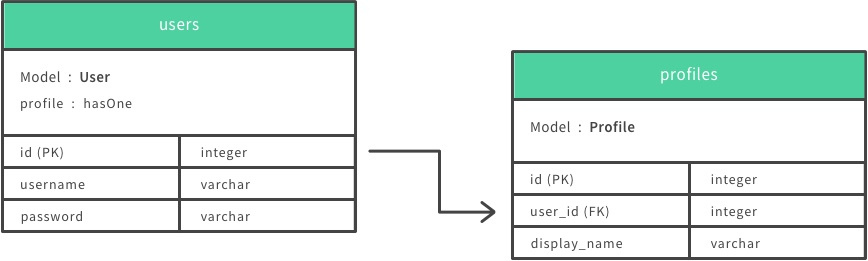 users
Model : User
profile : hasOne
id (PK) integer
username varchar
password varchar
profiles
Model : Profile
id (PK) integer
user_id (FK) integer
display_name varchar